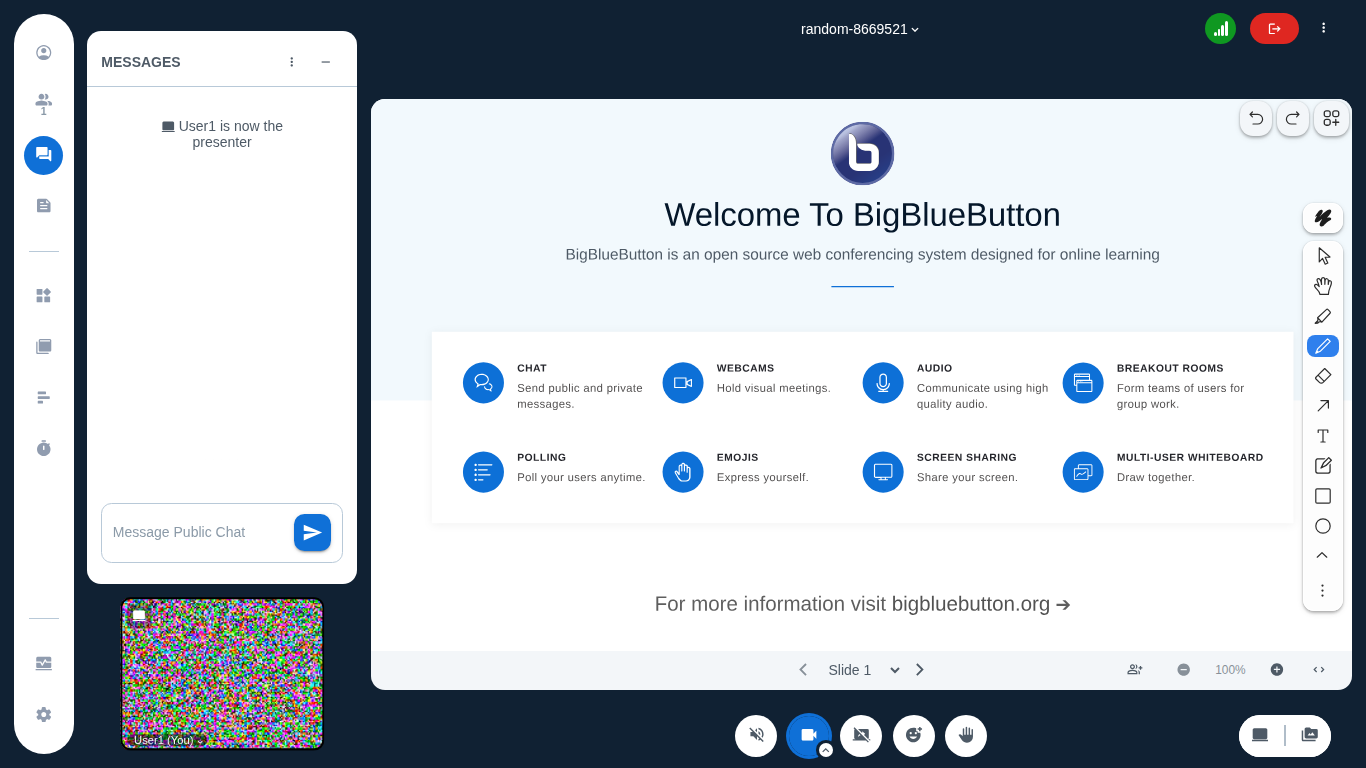 random-8669521
1
MESSAGES
User1 is now the
presenter
Message Public Chat
User1 (You)
Welcome To BigBlueButton
BigBlueButton is an open source web conferencing system designed for online learning
CHAT
Send public and private
messages.
WEBCAMS
Hold visual meetings.
AUDIO
Communicate using high
quality audio.
BREAKOUT ROOMS
Form teams of users for
group work.
POLLING
Poll your users anytime.
EMOJIS
Express yourself.
SCREEN SHARING
Share your screen.
MULTI-USER WHITEBOARD
Draw together.
For more information visit bigbluebutton.org ➔
Slide 1
100%